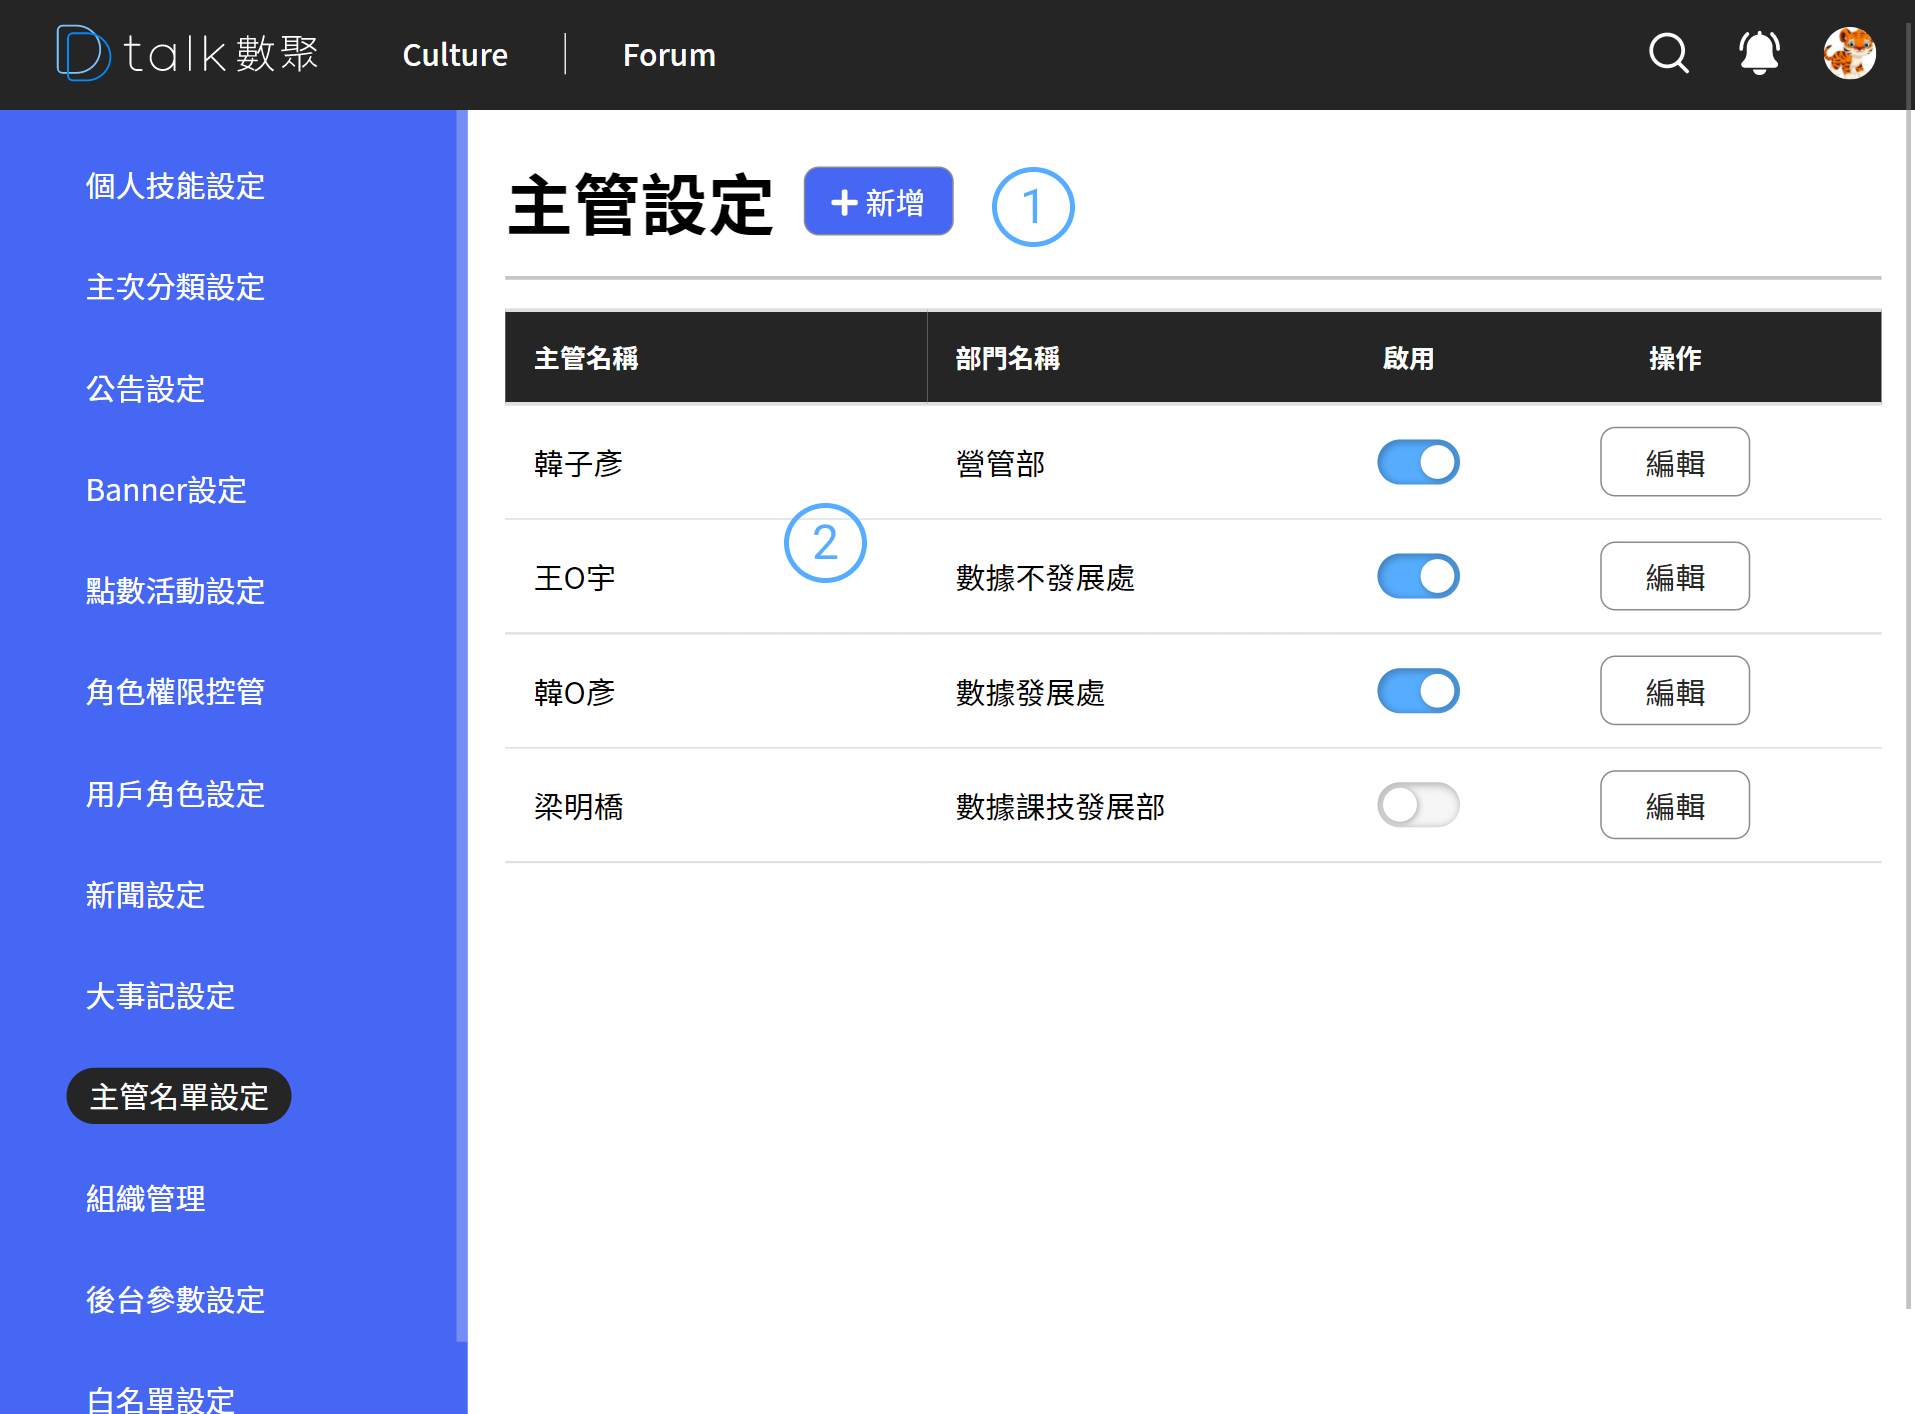 Dtalk數聚
Culture
Forum
個人技能設定
主次分類設定
公告設定
Banner設定
點數活動設定
角色權限控管
用戶角色設定
新聞設定
大事記設定
主管名單設定
組織管理
後台參數設定
白名單設定
主管設定
新增
1
主管名稱 部門名稱 啟用 操作
韓子彥 營管部 編輯
2
王O宇 數據不發展處 編輯
韓O彥 數據發展處 編輯
梁明橋 數據課技發展部 編輯